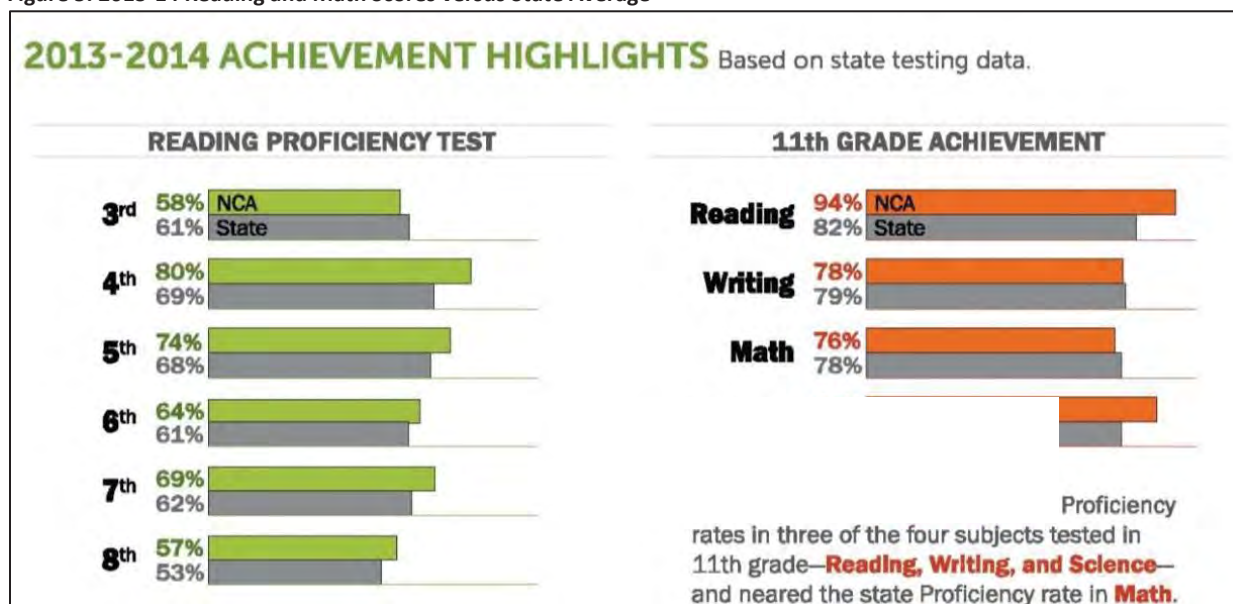 2013-2014 ACHIEVEMENT HIGHLIGHTS Based on state testing data.
READING PROFICIENCY TEST
3rd 58% NCA
61% State
4th 80%
69%
5th 74%
68%
6th 64%
61%
7th 69%
62%
8th 57%
53%
11th GRADE ACHIEVEMENT
Reading 94% NCA
82% State
Writing 78%
79%
Math 76%
78%
Proficiency
rates in three of the four subjects tested in
11th grade—Reading, Writing, and Science—
and neared the state Proficiency rate in Math.